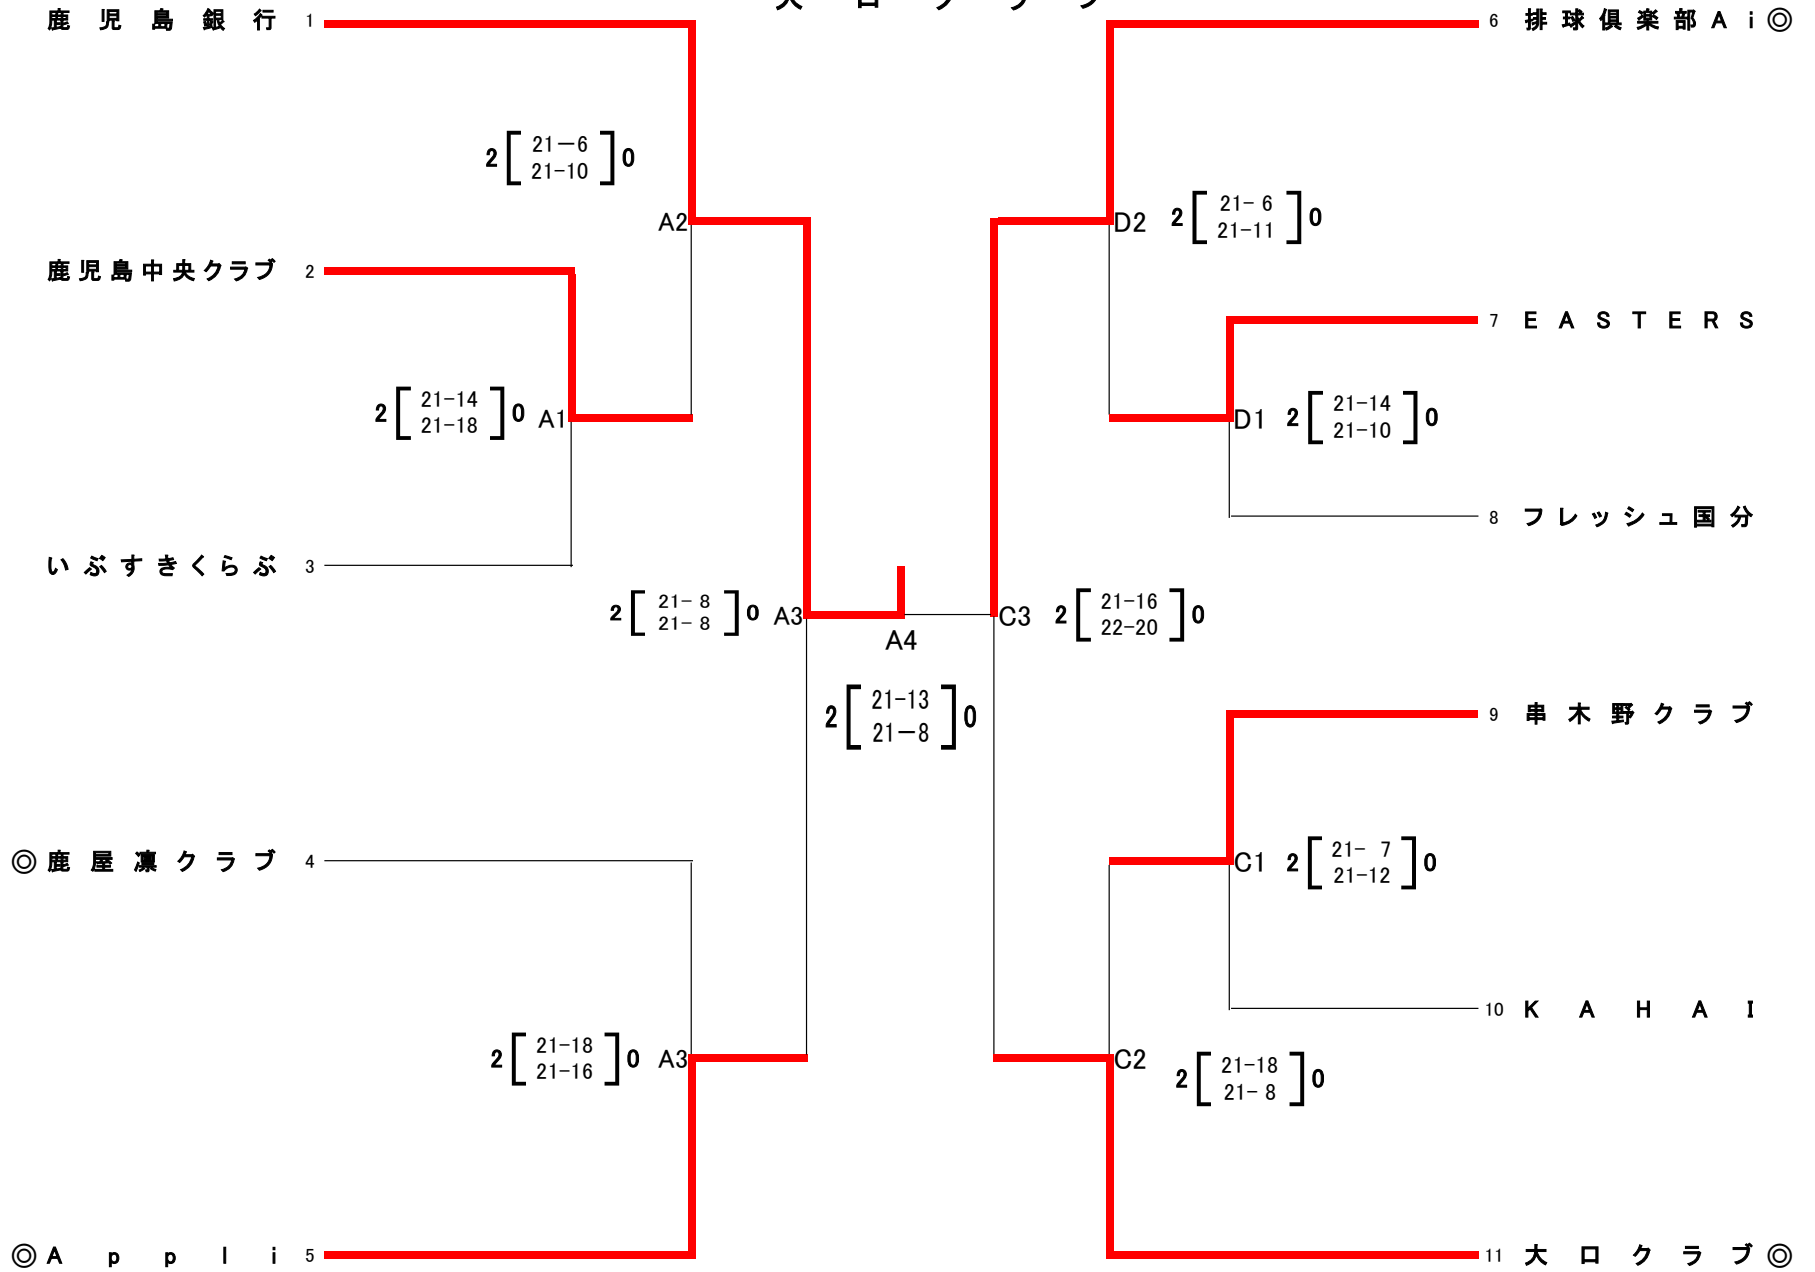 大口クラブ
鹿児島銀行 1
6 排球倶楽部Ai◎
2 [ 21－6 ] 0
21-10
A2
D2
2 [ 21- 6 ] 0
21-11
鹿児島中央クラブ 2
7 EASTERS
2 [ 21-14 ] 0 A1
21-18
D1 2 [ 21-14 ] 0
21-10
8 フレッシュ国分
いぶすきくらぶ 3
2 [ 21- 8 ] 0 A3
21- 8
A4
C3 2 [ 21-16 ] 0
22-20
2 [ 21-13 ] 0
21－8
9 串木野クラブ
◎鹿屋凛クラブ 4
C1 2 [ 21- 7 ] 0
21-12
10 KAHAI
2 [ 21-18 ] 0 A3
21-16
C2
2 [ 21-18 ] 0
21- 8
◎Appli 5
11 大口クラブ◎